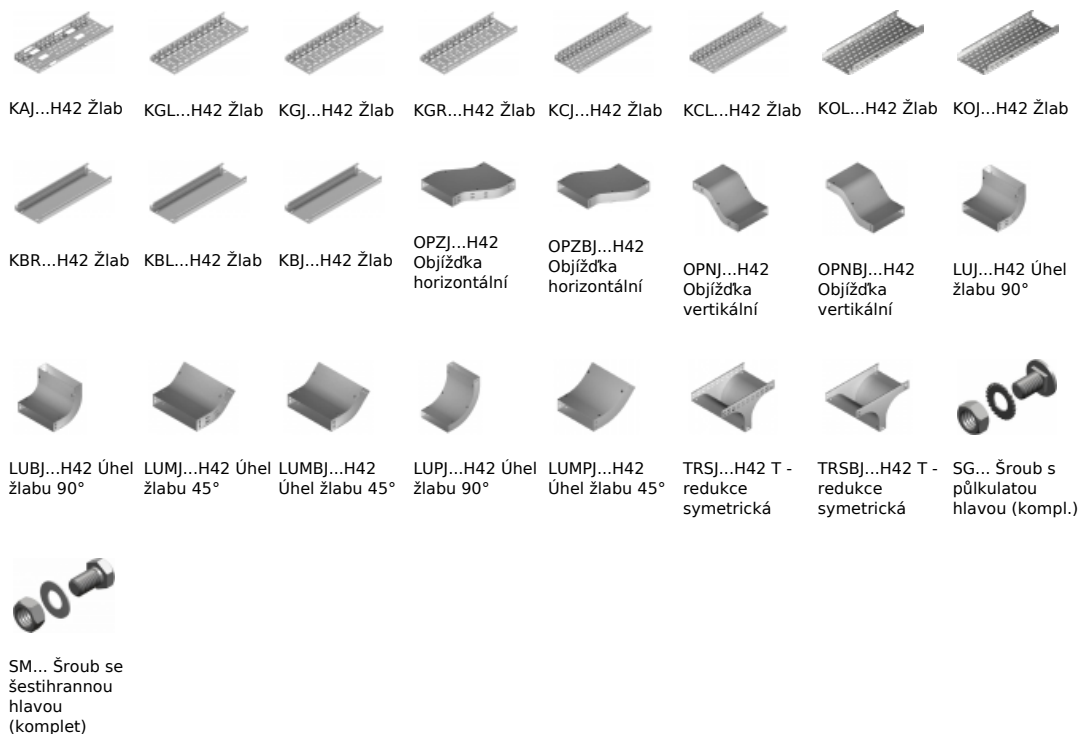 KAJ...H42 Žlab
KGL...H42 Žlab
KGJ...H42 Žlab
KGR...H42 Žlab
KCJ...H42 Žlab
KCL...H42 Žlab
KOL...H42 Žlab
KOJ...H42 Žlab
KBR...H42 Žlab
KBL...H42 Žlab
KBJ...H42 Žlab
OPZJ...H42
Objížďka
horizontální
OPZBJ...H42
Objížďka
horizontální
OPNJ...H42
Objížďka
vertikální
OPNBJ...H42
Objížďka
vertikální
LUJ...H42 Úhel
žlabu 90°
LUBJ...H42 Úhel
žlabu 90°
LUMJ...H42 Úhel
žlabu 45°
LUMBJ...H42
Úhel žlabu 45°
LUPJ...H42 Úhel
žlabu 90°
LUMPJ...H42
Úhel žlabu 45°
TRSJ...H42 T -
redukce
symetrická
TRSBJ...H42 T -
redukce
symetrická
SG... Šroub s
půlkulatou
hlavou (kompl.)
SM... Šroub se
šestihrannou
hlavou
(komplet)